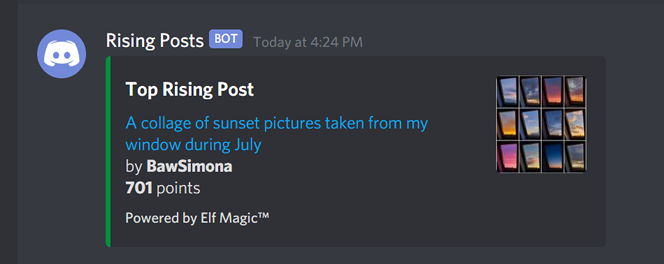 Rising Posts BOT Today at 4:24 PM
Top Rising Post
A collage of sunset pictures taken from my
window during July
by BawSimona
701 points
Powered by Elf Magic™